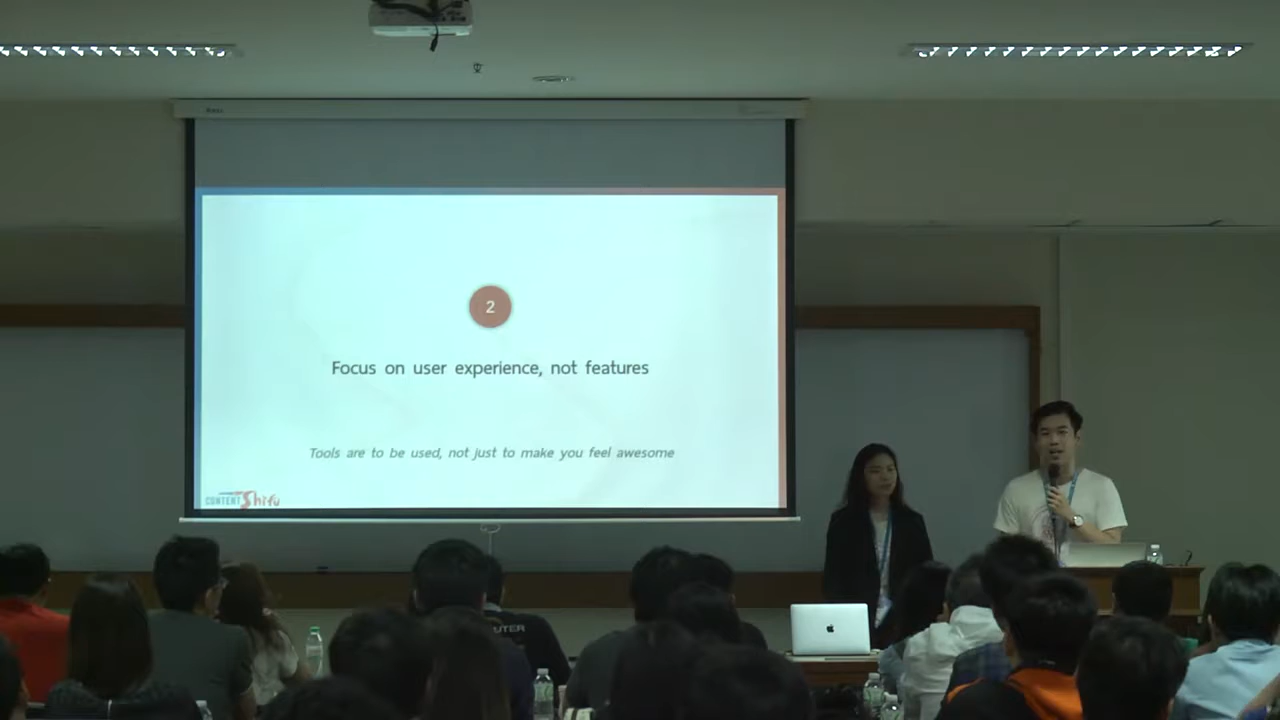 2
Focus on user experience, not features
Tools are to be used, not just to make you feel awesome
CONTENT Shifu
UTER